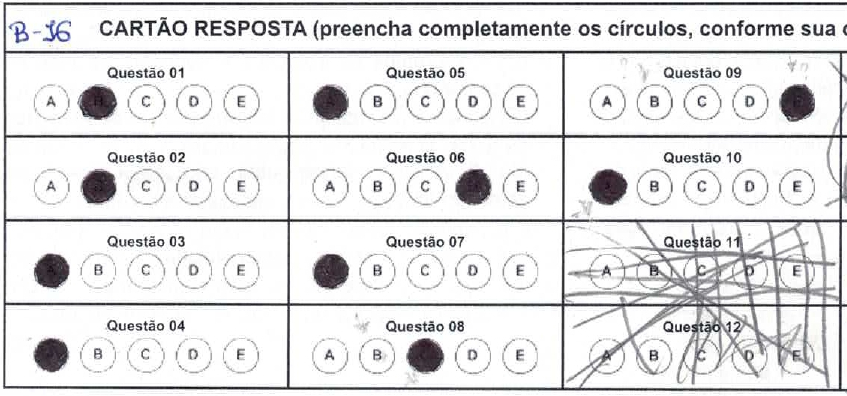 B-16 CARTÃO RESPOSTA (preencha completamente os círculos, conforme sua
Questão 01 Questão 05 Questão 09
A C D E B C D E A B C D
Questão 02 Questão 06 Questão 10
A C D E A B C E B C D E
Questão 03 Questão 07 Questão 11
B C D E B C D E A B C D E
Questão 04 Questão 08 Questão 12
B C D E A B D E A B C D E